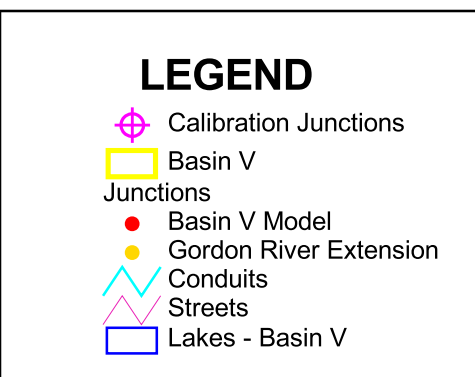 LEGEND
Calibration Junctions
Basin V
Junctions
Basin V Model
Gordon River Extension
Conduits
Streets
Lakes - Basin V